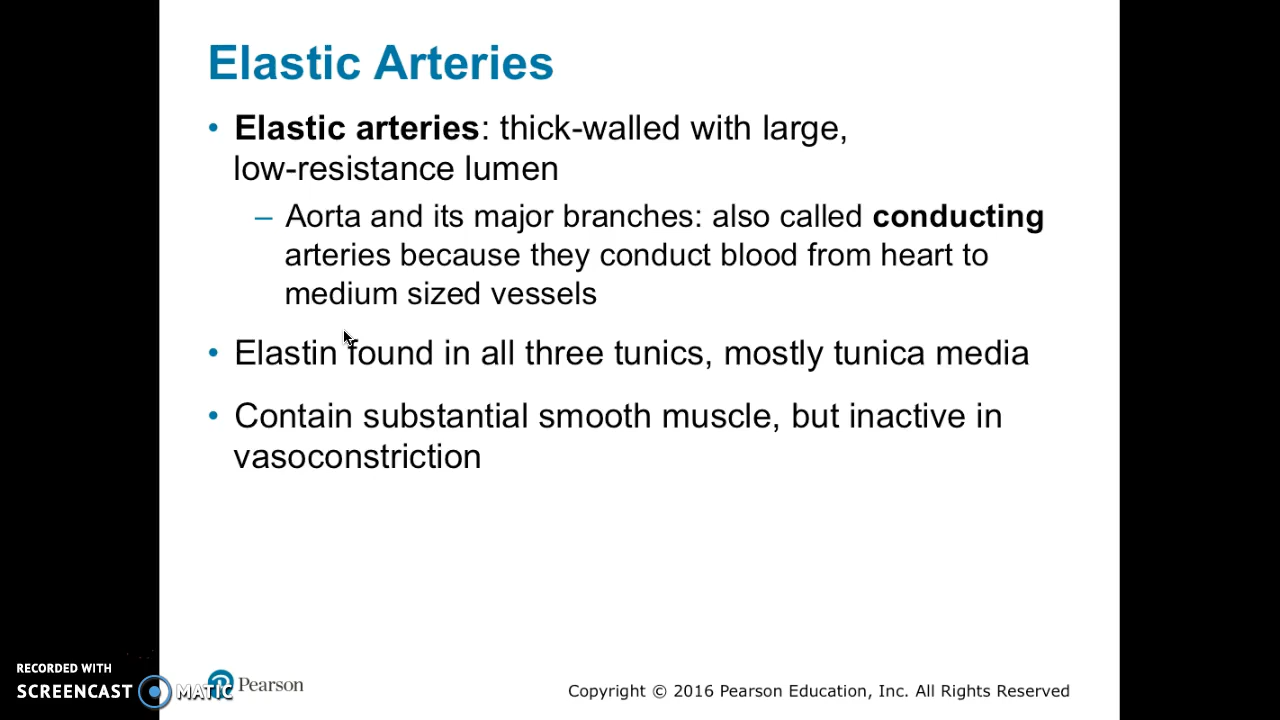 Elastic Arteries
• Elastic arteries: thick-walled with large,
low-resistance lumen
– Aorta and its major branches: also called conducting
arteries because they conduct blood from heart to
medium sized vessels
• Elastin found in all three tunics, mostly tunica media
• Contain substantial smooth muscle, but inactive in
vasoconstriction
RECORDED WITH
SCREENCAST MATIC
Pearson
Copyright © 2016 Pearson Education, Inc. All Rights Reserved